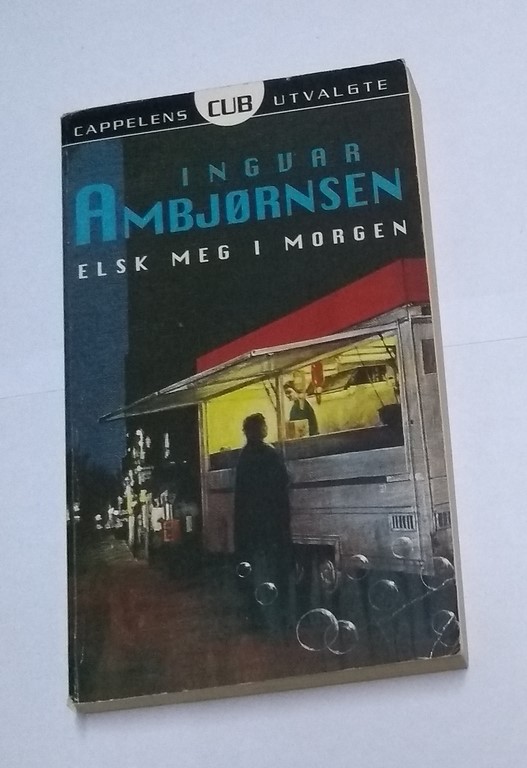 CAPPELENS CUB UTVALGTE
INGVAR
AMBJØRNSEN
ELSK MEG I MORGEN